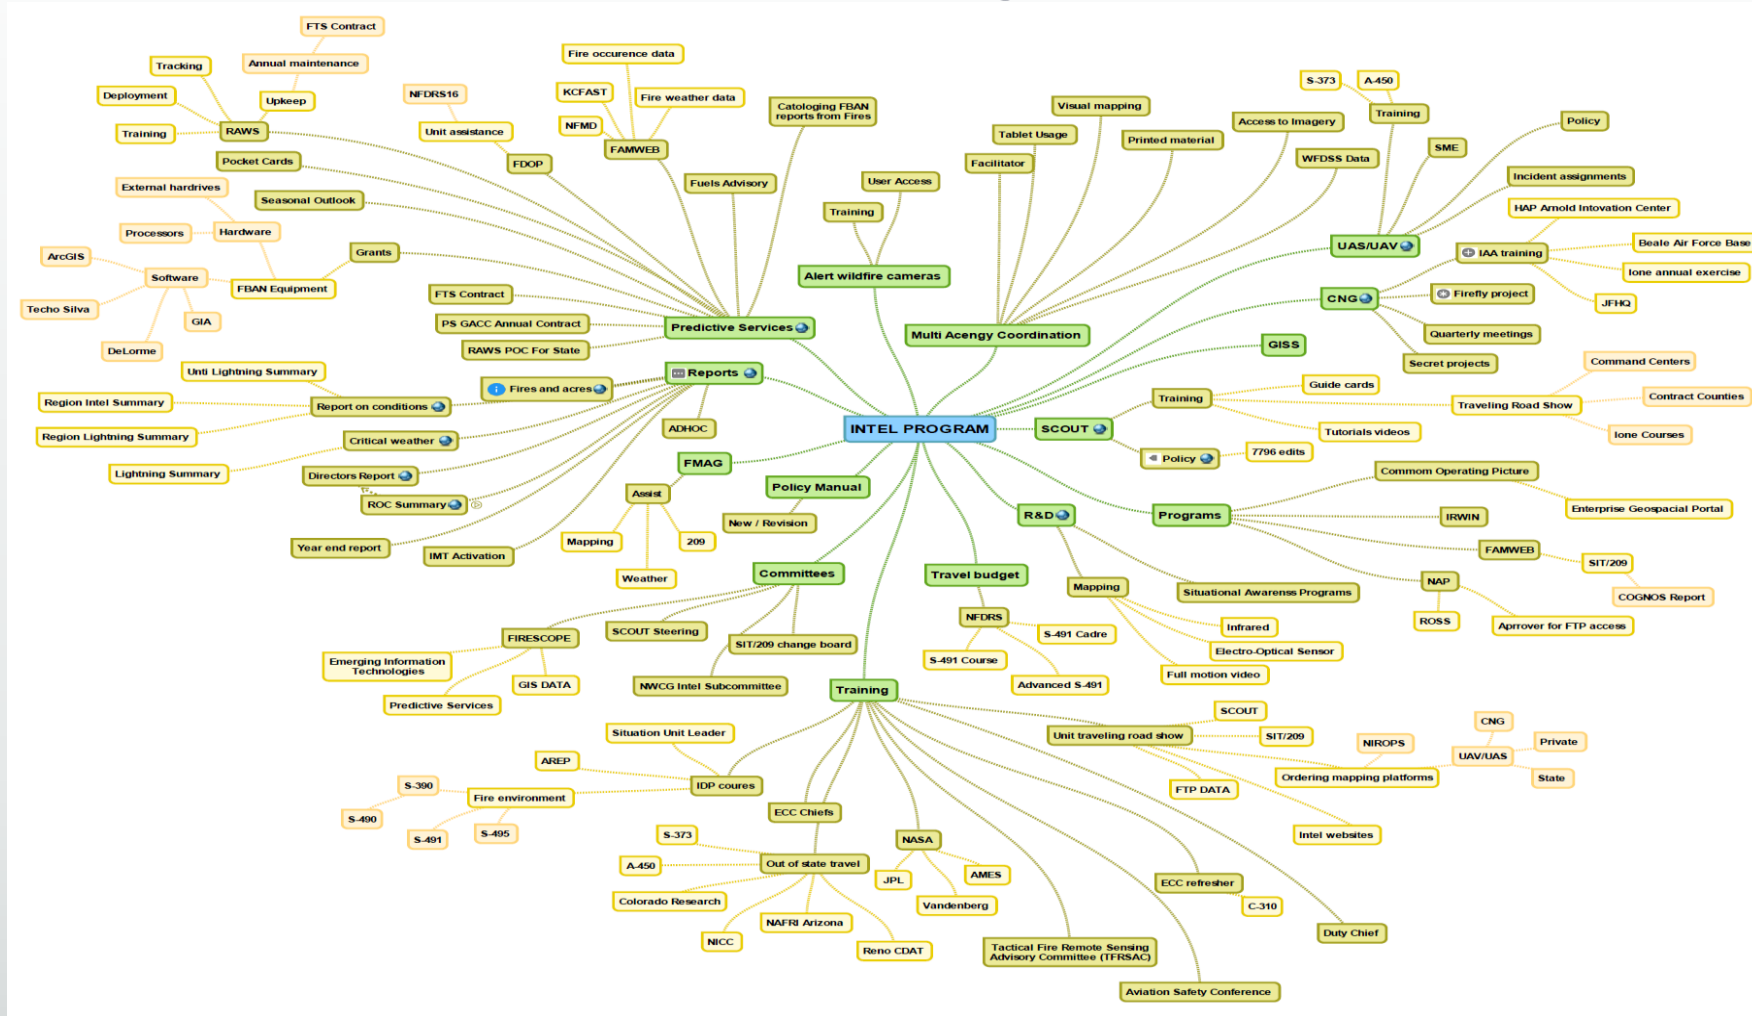 FTS Contract
Annual maintenance
Tracking
Deployment
Upkeep
Training
RAWS
Pocket Cards
External hardrives
Seasonal Outlook
Processors
Hardware
ArcGIS
Software
Grants
FBAN Equipment
Techo Silva
GIA
DeLorme
NFDRS16
Unit assistance
FDOP
Fire occurence data
KCFAST
Fire weather data
NFMD
FAMWEB
Catologing FBAN
reports from Fires
Fuels Advisory
FTS Contract
PS GACC Annual Contract
RAWS POC For State
Predictive Services
User Access
Training
Alert wildfire cameras
Visual mapping
Tablet Usage
Printed material
Facilitator
Access to Imagery
WFDSS Data
Multi Acengy Coordination
S-373
A-450
Training
Policy
SME
Incident assignments
UAS/UAV
HAP Arnold Intovation Center
Beale Air Force Base
IAA training
Ione annual exercise
JFHQ
CNG
Firefly project
Quarterly meetings
Secret projects
GISS
Unti Lightning Summary
Region Intel Summary
Report on conditions
Region Lightning Summary
Fires and acres
Reports
Critical weather
Lightning Summary
Directors Report
ROC Summary
Year end report
IMT Activation
ADHOC
INTEL PROGRAM
SCOUT
Training
Guide cards
Command Centers
Traveling Road Show
Contract Counties
Tutorials videos
Ione Courses
Policy
7796 edits
FMAG
Assist
Mapping
209
Weather
Policy Manual
New / Revision
R&D
Mapping
Situational Awarenss Programs
Infrared
Electro-Optical Sensor
Full motion video
Programs
Commom Operating Picture
Enterprise Geospacial Portal
IRWIN
FAMWEB
SIT/209
COGNOS Report
NAP
ROSS
Aprrover for FTP access
Committees
FIRESCOPE
SCOUT Steering
SIT/209 change board
NWCG Intel Subcommittee
Emerging Information
Technologies
GIS DATA
Predictive Services
Travel budget
NFDRS
S-491 Cadre
S-491 Course
Advanced S-491
Training
Situation Unit Leader
AREP
IDP coures
S-390
Fire environment
S-490
S-491
S-495
ECC Chiefs
S-373
Out of state travel
A-450
Colorado Research
NAFRI Arizona
NICC
Reno CDAT
NASA
JPL
AMES
Vandenberg
Unit traveling road show
SCOUT
SIT/209
NIROPS
CNG
Private
UAV/UAS
State
Ordering mapping platforms
FTP DATA
Intel websites
ECC refresher
C-310
Duty Chief
Tactical Fire Remote Sensing
Advisory Committee (TFRSAC)
Aviation Safety Conference